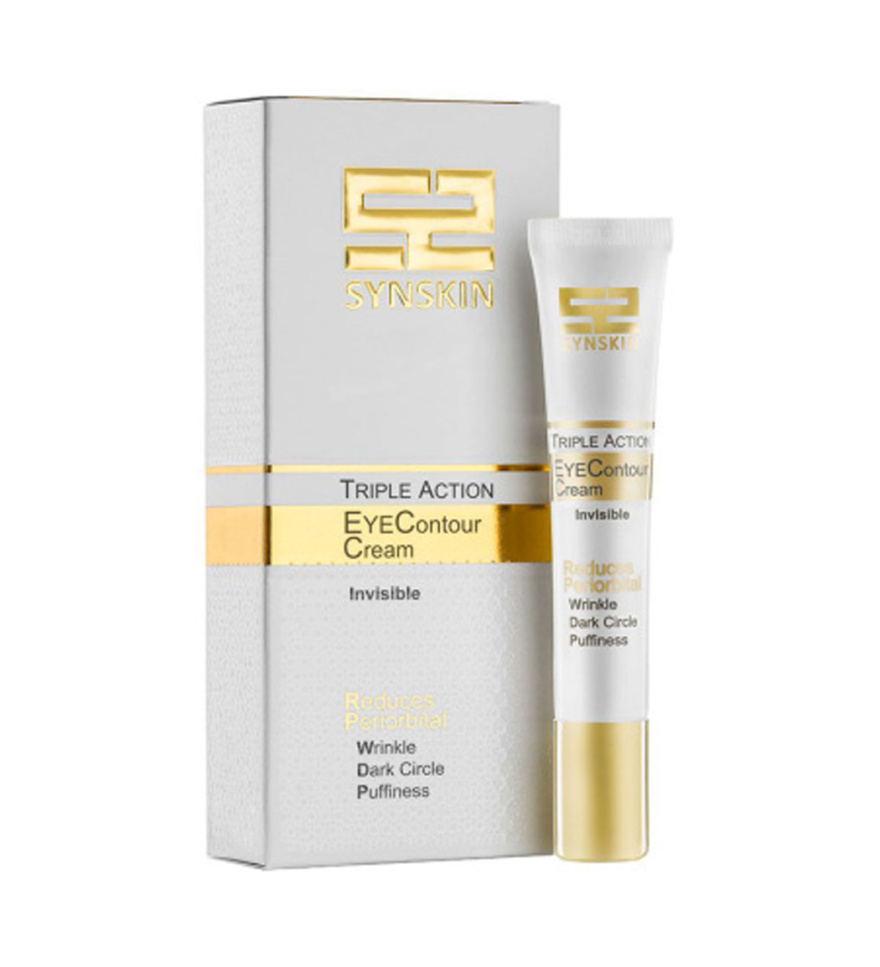 SYNSKIN
TRIPLE ACTION
EYEContour
Cream
Invisible
Reduces
Periorbital
Wrinkle
Dark Circle
Puffiness
SYNSKIN
TRIPLE ACTION
EYEContour
Cream
Invisible
Reduces
Periorbital
Wrinkle
Dark Circle
Puffiness